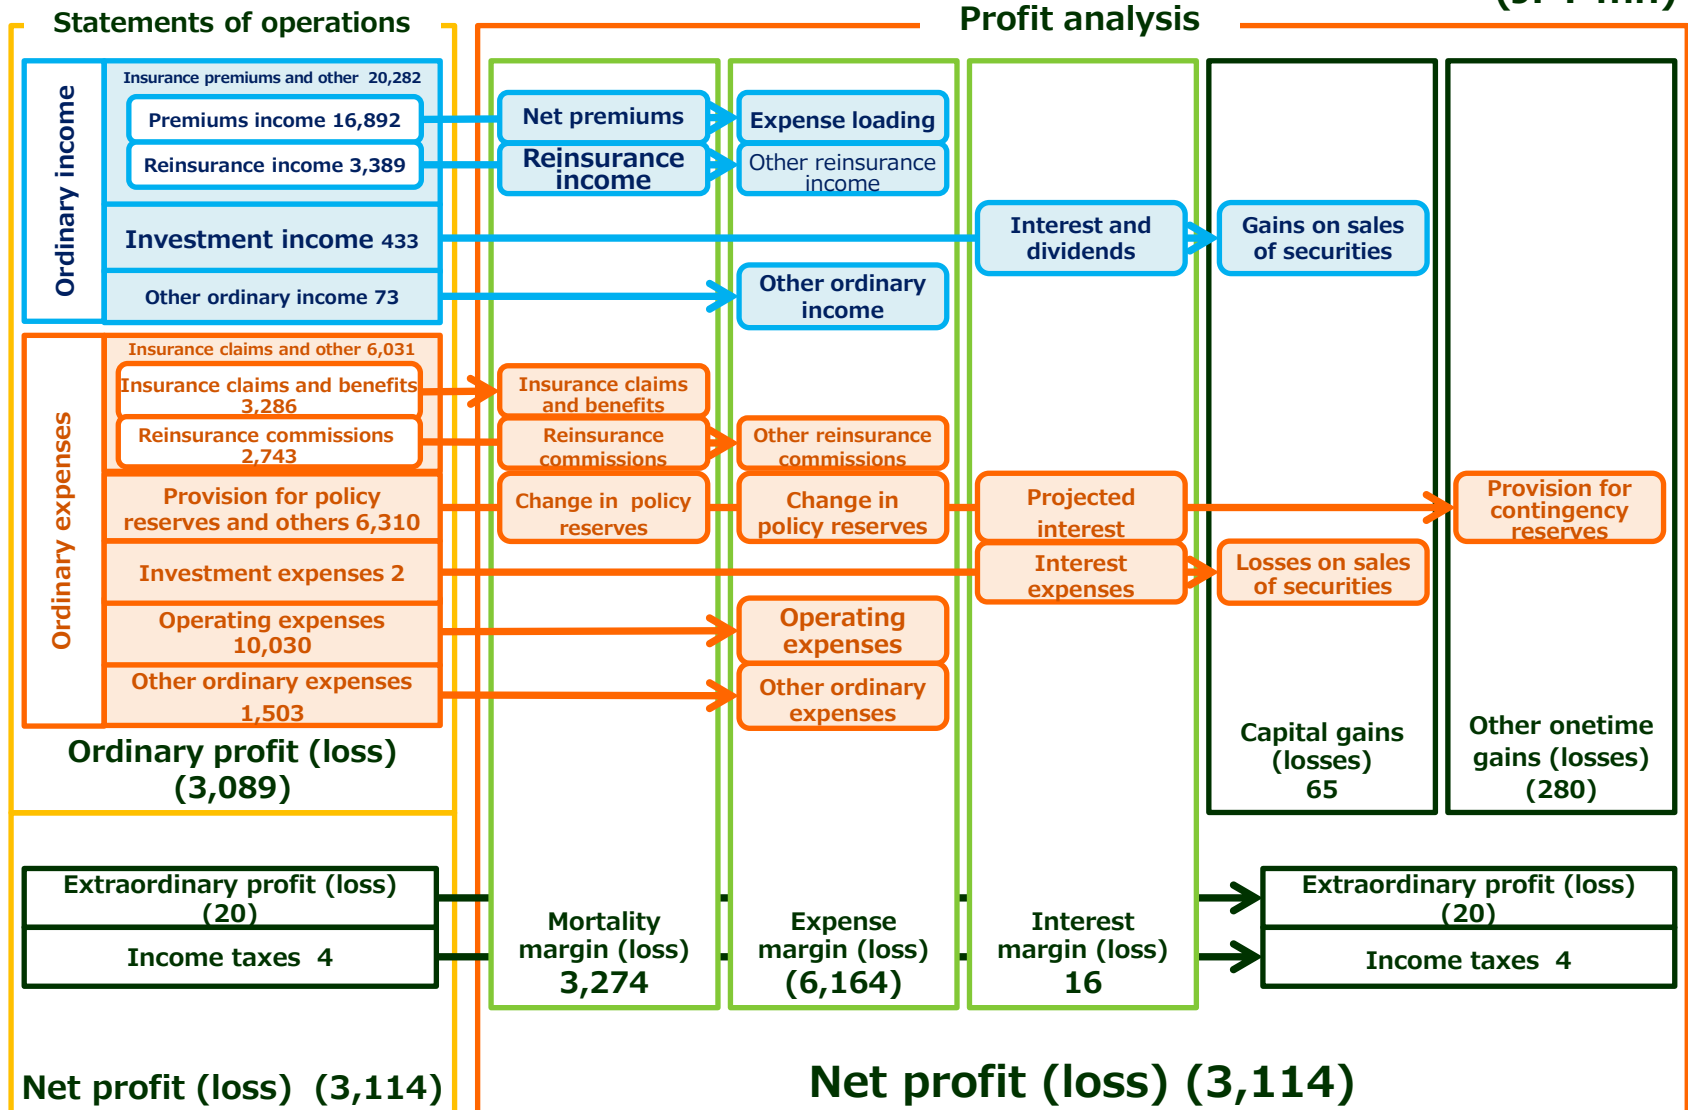 Statements of operations
Profit analysis
Ordinary income
Insurance premiums and other 20,282
Premiums income 16,892
Reinsurance income 3,389
Investment income 433
Other ordinary income 73
Net premiums
Expense loading
Reinsurance
income
Other reinsurance
income
Interest and
dividends
Gains on sales
of securities
Other ordinary
income
Ordinary expenses
Insurance claims and other 6,031
Insurance claims and benefits
3,286
Reinsurance commissions
2,743
Provision for policy
reserves and others 6,310
Investment expenses 2
Operating expenses
10,030
Other ordinary expenses
1,503
Insurance claims
and benefits
Reinsurance
commissions
Other reinsurance
commissions
Change in policy
reserves
Change in
policy reserves
Projected
interest
Provision for
contingency
reserves
Interest
expenses
Losses on sales
of securities
Operating
expenses
Other ordinary
expenses
Ordinary profit (loss)
(3,089)
Capital gains
(losses)
65
Other onetime
gains (losses)
(280)
Extraordinary profit (loss)
(20)
Income taxes 4
Mortality
margin (loss)
3,274
Expense
margin (loss)
(6,164)
Interest
margin (loss)
16
Extraordinary profit (loss)
(20)
Income taxes 4
Net profit (loss) (3,114)
Net profit (loss) (3,114)